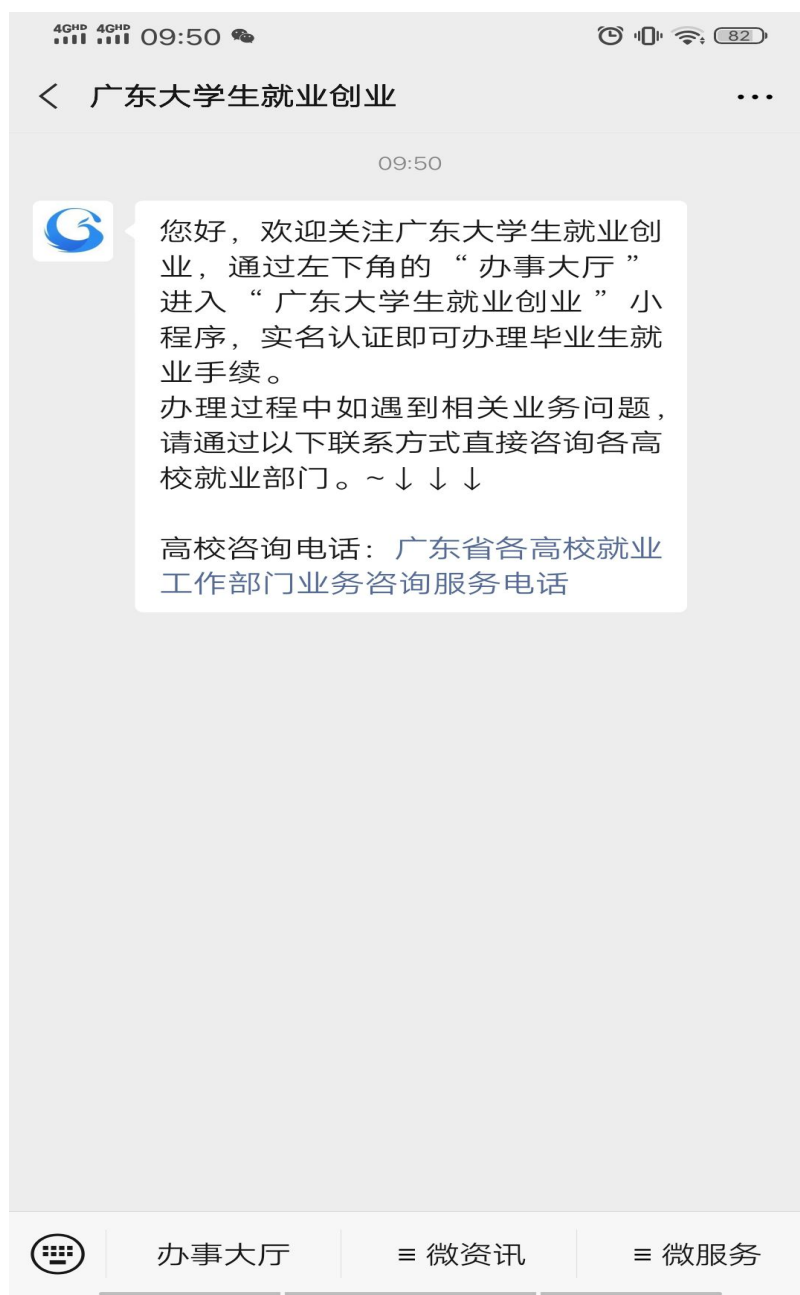 4GHD 4GHD 09:50 82
广东大学生就业创业
09:50
您好，欢迎关注广东大学生就业创
业，通过左下角的“办事大厅”
进入“广东大学生就业创业”小
程序，实名认证即可办理毕业生就
业手续。
办理过程中如遇到相关业务问题，
请通过以下联系方式直接咨询各高
校就业部门。~↓↓↓
高校咨询电话：广东省各高校就业
工作部门业务咨询服务电话
办事大厅 ≡ 微资讯 ≡ 微服务